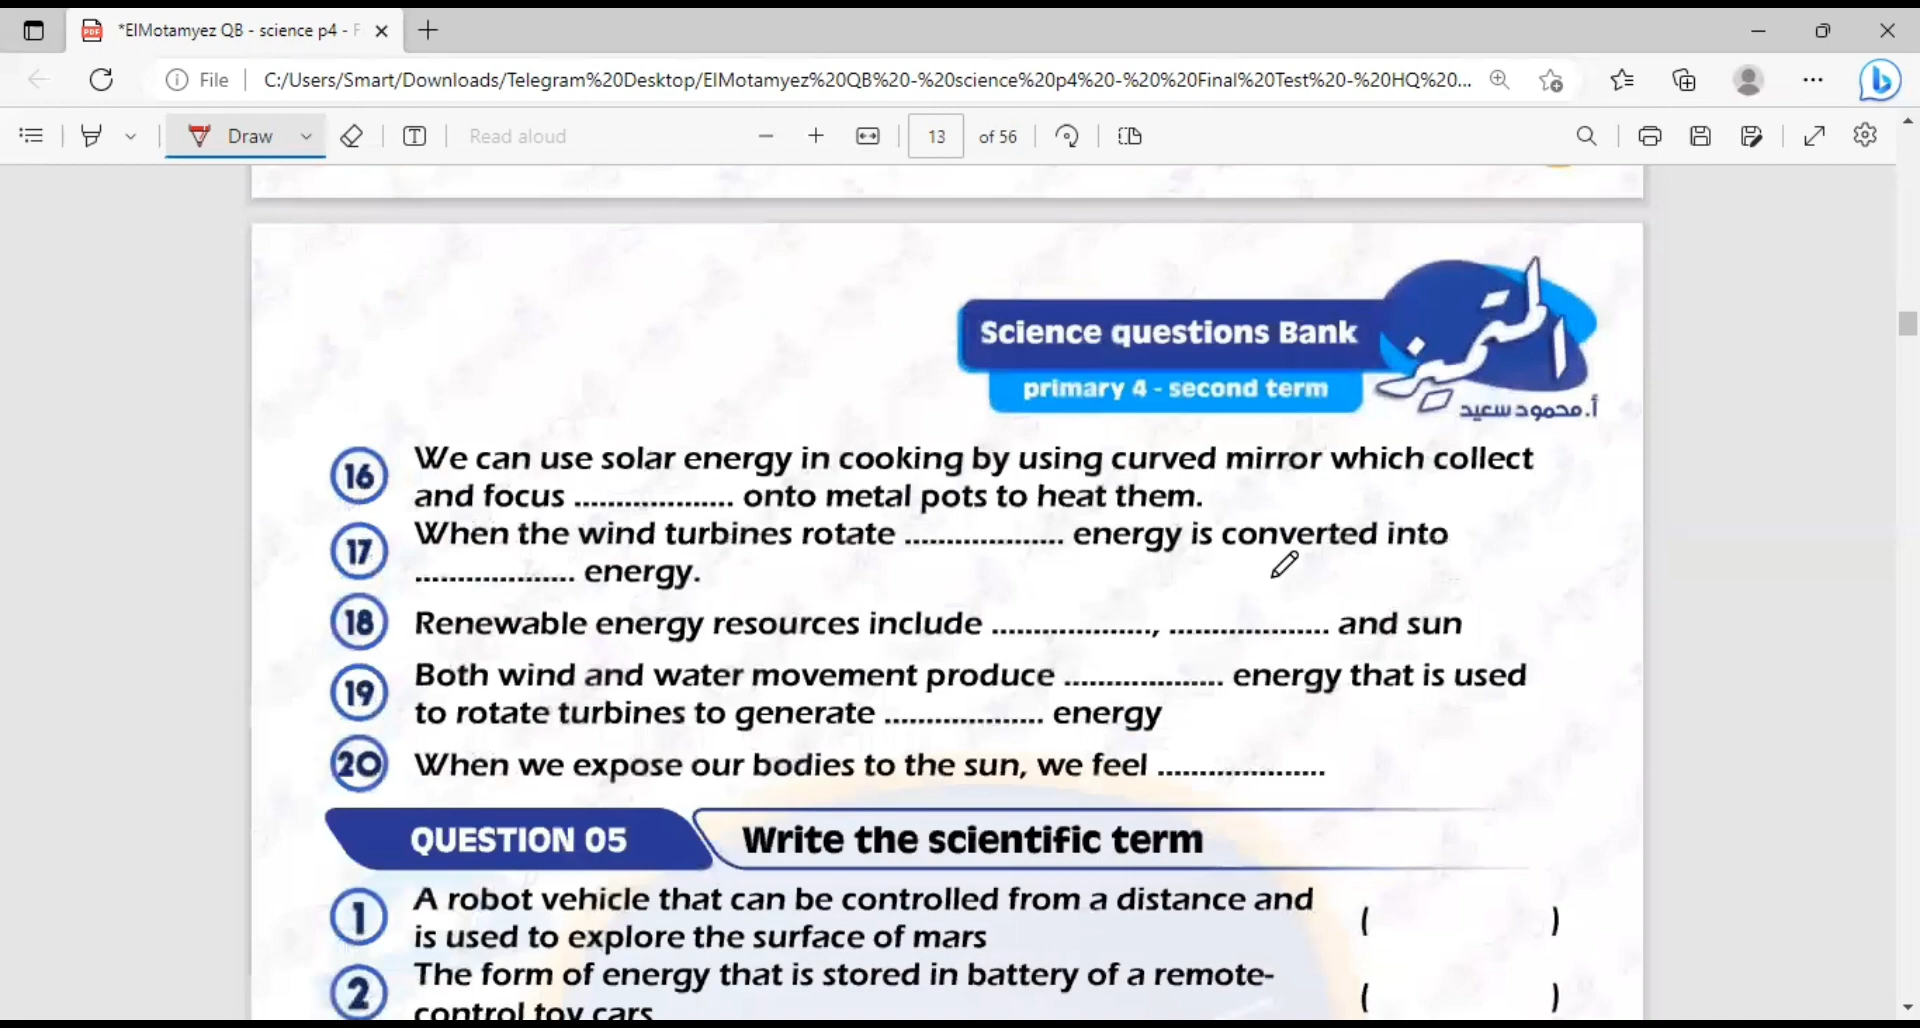 *ElMotamyez QB - science p4 - F
File
C:/Users/Smart/Downloads/Telegram%20Desktop/ElMotamyez%20QB%20-%20science%20p4%20-%20%20Final%20Test%20-%20HQ%20...
Draw
Read aloud
13 of 56
Science questions Bank
primary 4 - second term
المتميز
أ.محمود سعيد
16 We can use solar energy in cooking by using curved mirror which collect
and focus ................... onto metal pots to heat them.
17 When the wind turbines rotate ................... energy is converted into
................... energy.
18 Renewable energy resources include ..................., ................... and sun
19 Both wind and water movement produce ................... energy that is used
to rotate turbines to generate ................... energy
20 When we expose our bodies to the sun, we feel ....................
QUESTION 05 Write the scientific term
1 A robot vehicle that can be controlled from a distance and
is used to explore the surface of mars ( )
2 The form of energy that is stored in battery of a remote-
control toy cars ( )